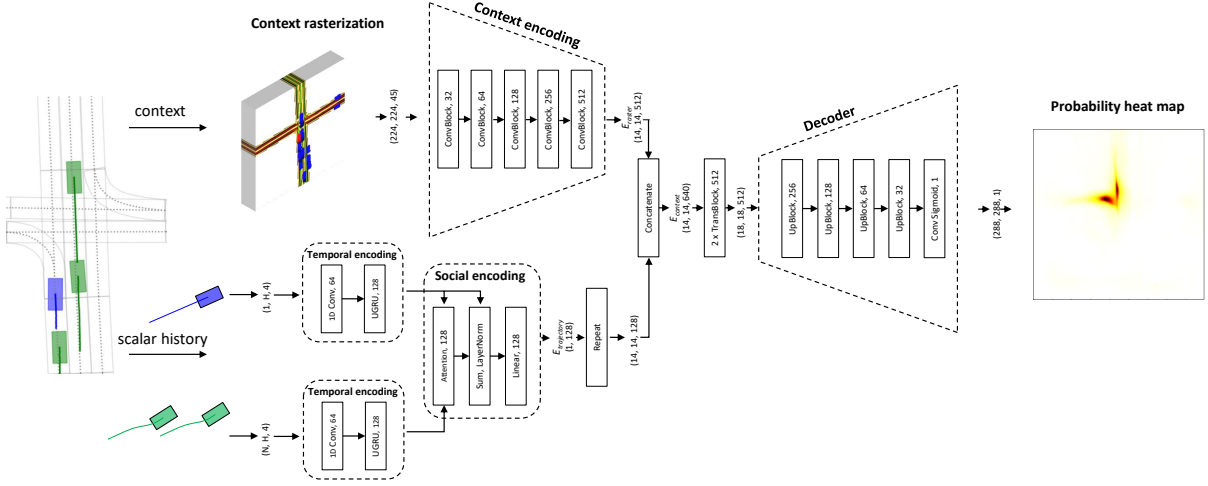 Context rasterization
Context encoding
context
(224, 224, 45)
ConvBlock, 32
ConvBlock, 64
ConvBlock, 128
ConvBlock, 256
ConvBlock, 512
E_raster
(14, 14, 512)
Decoder
Probability heat map
Concatenate
E_context
(14, 14, 640)
2 x TransBlock, 512
(18, 18, 512)
UpBlock, 256
UpBlock, 128
UpBlock, 64
UpBlock, 32
Conv Sigmoid, 1
(288, 288, 1)
scalar history
(1, H, 4)
Temporal encoding
1D Conv, 64
UGRU, 128
Social encoding
Attention, 128
Sum, LayerNorm
Linear, 128
E_trajectory
(1, 128)
Repeat
(14, 14, 128)
(N, H, 4)
Temporal encoding
1D Conv, 64
UGRU, 128